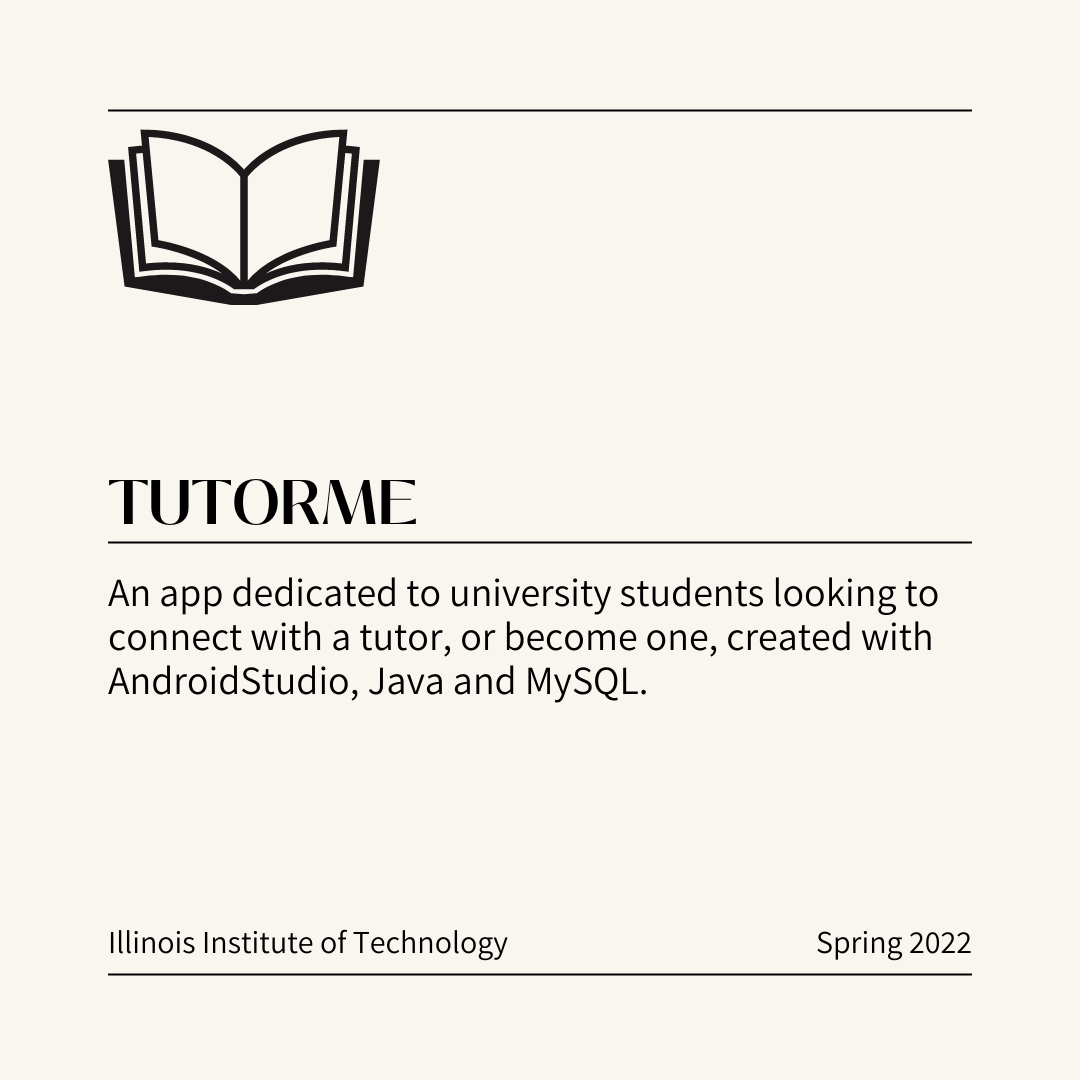 TUTORME
An app dedicated to university students looking to
connect with a tutor, or become one, created with
AndroidStudio, Java and MySQL.
Illinois Institute of Technology
Spring 2022